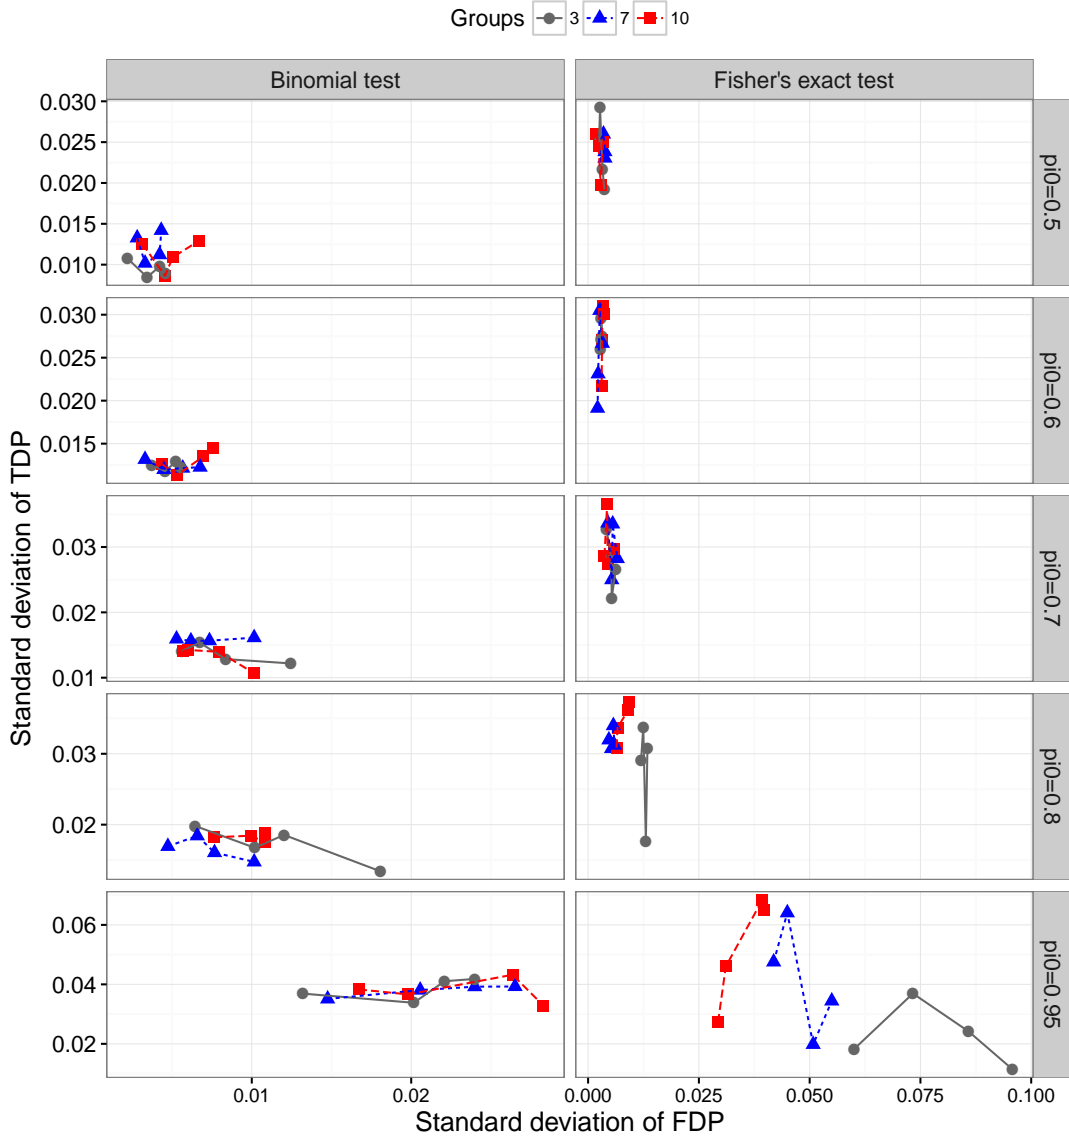 Groups 3 7 10
Binomial test
Fisher's exact test
0.030
0.025
0.020
0.015
0.010
pi0=0.5
0.030
0.025
0.020
0.015
pi0=0.6
0.03
0.02
0.01
pi0=0.7
0.03
0.02
pi0=0.8
0.06
0.04
0.02
pi0=0.95
Standard deviation of TDP
0.01 0.02
0.000 0.025 0.050 0.075 0.100
Standard deviation of FDP